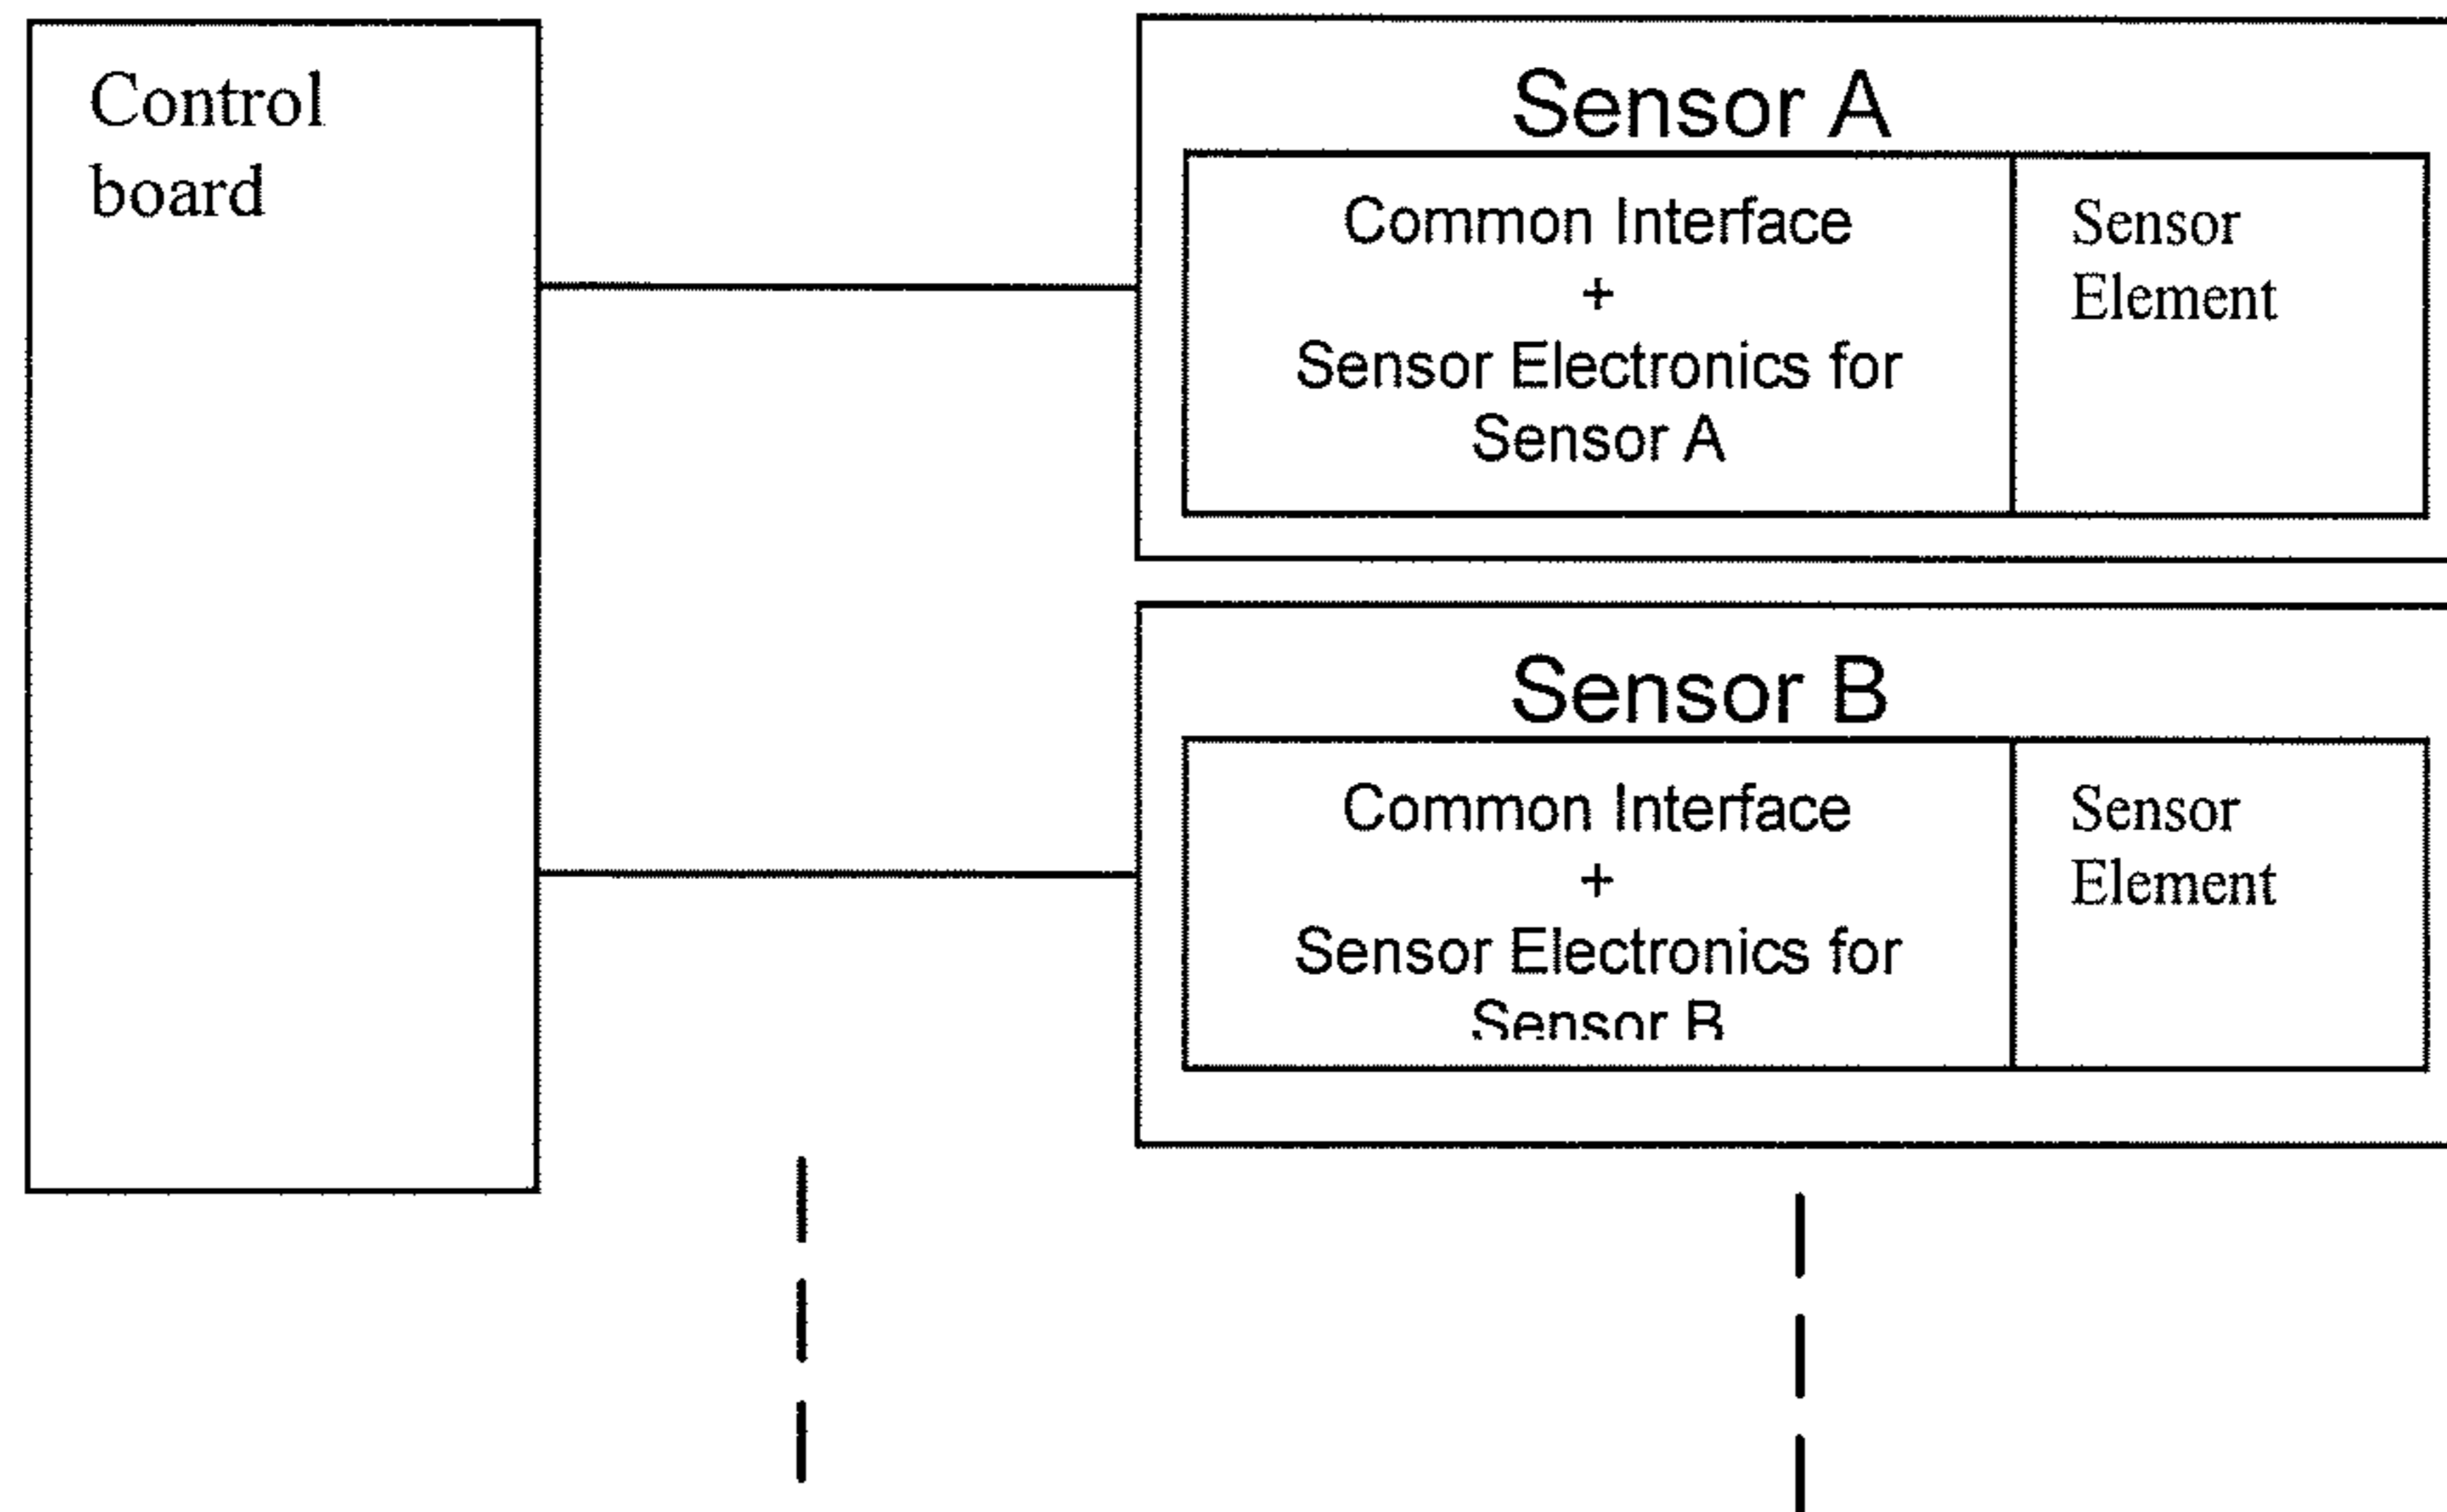 Control
board
Sensor A
Common Interface
+
Sensor Electronics for
Sensor A
Sensor
Element
Sensor B
Common Interface
+
Sensor Electronics for
Sensor B
Sensor
Element